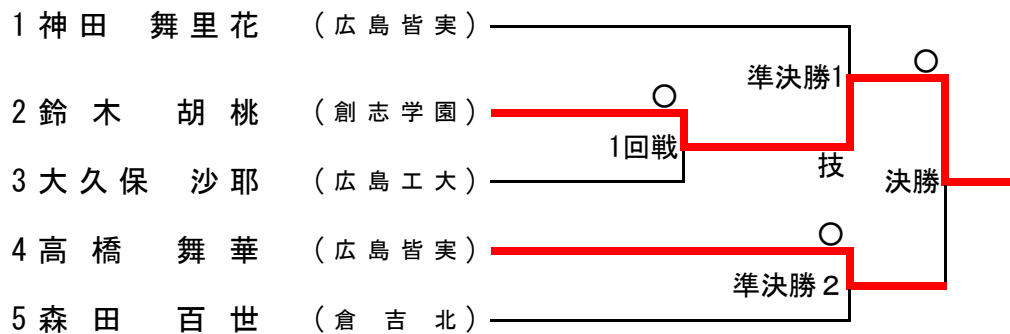 1 神田 舞里花 (広島皆実)
○
準決勝1
2 鈴木 胡桃 (創志学園)
○
1回戦
技
3 大久保 沙耶 (広島工大)
決勝
4 高橋 舞華 (広島皆実)
○
準決勝２
5 森田 百世 (倉吉北)